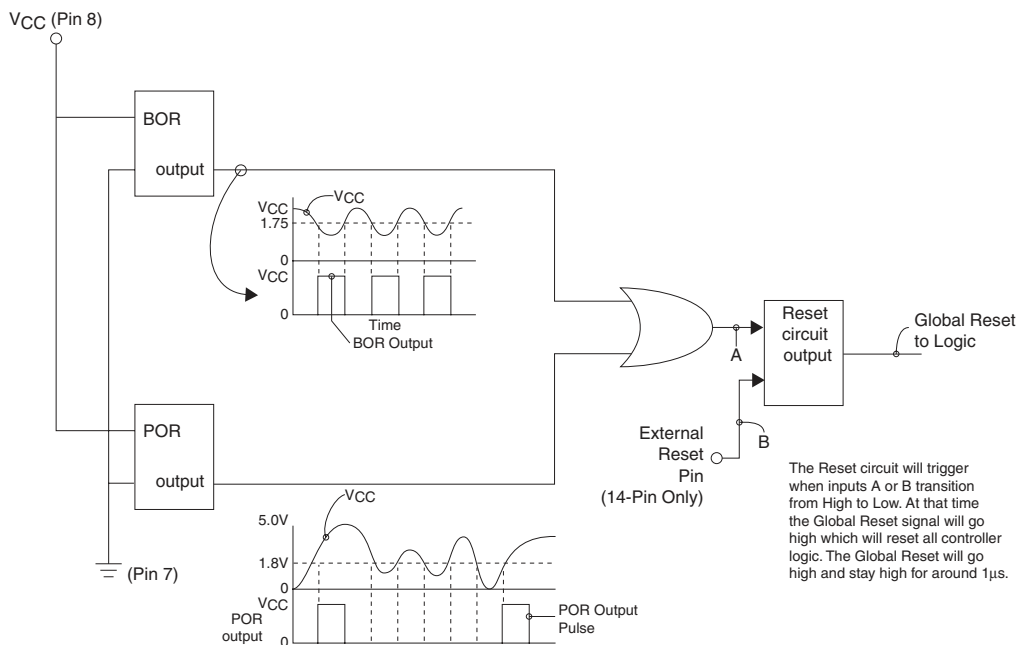 VCC (Pin 8)
BOR
output
VCC
VCC
1.75
0
VCC
0
Time
BOR Output
POR
output
(Pin 7)
5.0V
VCC
1.8V
0
VCC
POR
output
0
POR Output
Pulse
A
Reset
circuit
output
Global Reset
to Logic
External
Reset
Pin
(14-Pin Only)
B
The Reset circuit will trigger
when inputs A or B transition
from High to Low. At that time
the Global Reset signal will go
high which will reset all controller
logic. The Global Reset will go
high and stay high for around 1μs.